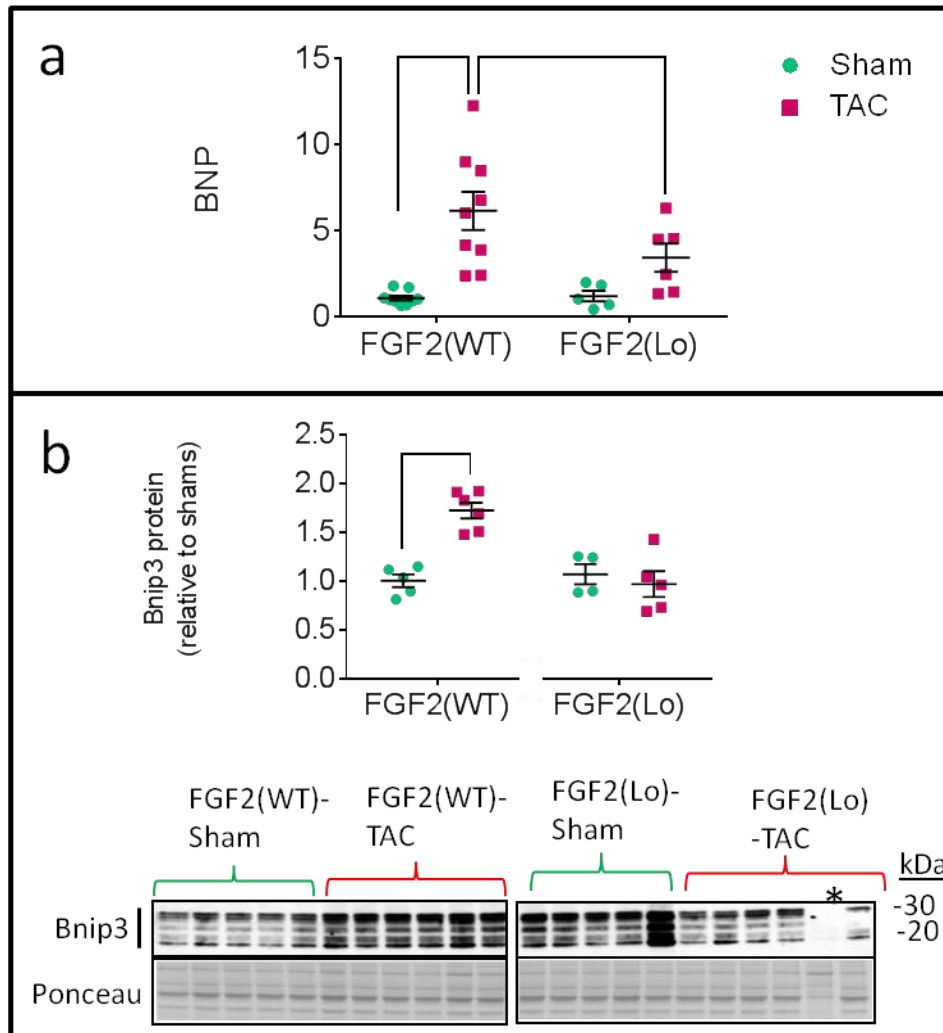 a
15
10
5
0
BNP
Sham
TAC
FGF2(WT)
FGF2(Lo)
b
2.5
2.0
1.5
1.0
0.5
0.0
Bnip3 protein
(relative to shams)
FGF2(WT)
FGF2(Lo)
FGF2(WT)-
Sham
FGF2(WT)-
TAC
FGF2(Lo)-
Sham
FGF2(Lo)
-TAC
kDa
*
-30
-20
Bnip3
Ponceau